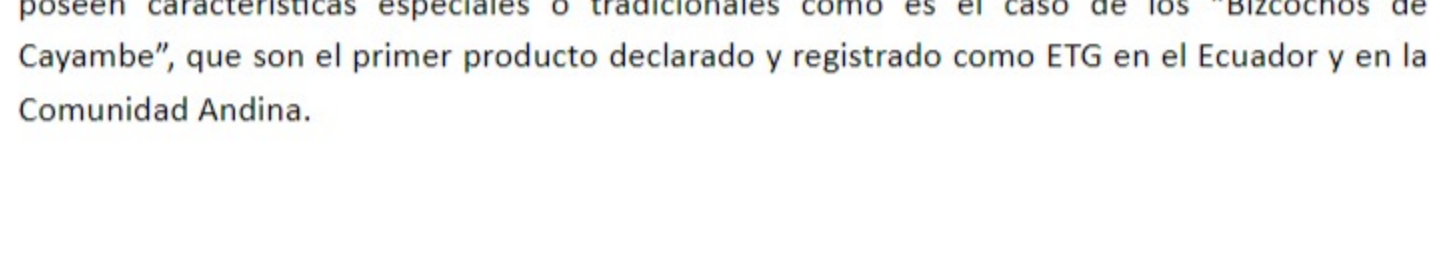 poseen características especiales o tradicionales como es el caso de los “Bizcochos de
Cayambe”, que son el primer producto declarado y registrado como ETG en el Ecuador y en la
Comunidad Andina.